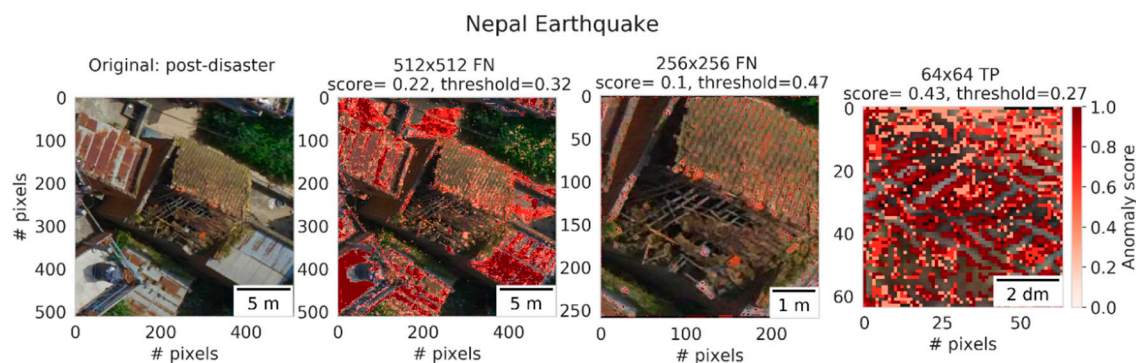 Nepal Earthquake
Original: post-disaster
512x512 FN
score= 0.22, threshold=0.32
256x256 FN
score= 0.1, threshold=0.47
64x64 TP
score= 0.43, threshold=0.27
# pixels
0
100
200
300
400
500
0
200
400
# pixels
5 m
0
100
200
300
400
500
0
200
400
# pixels
5 m
0
50
100
150
200
250
0
100
200
# pixels
1 m
0
20
40
60
0
25
50
# pixels
2 dm
1.0
0.8
0.6
0.4
0.2
0.0
Anomaly score